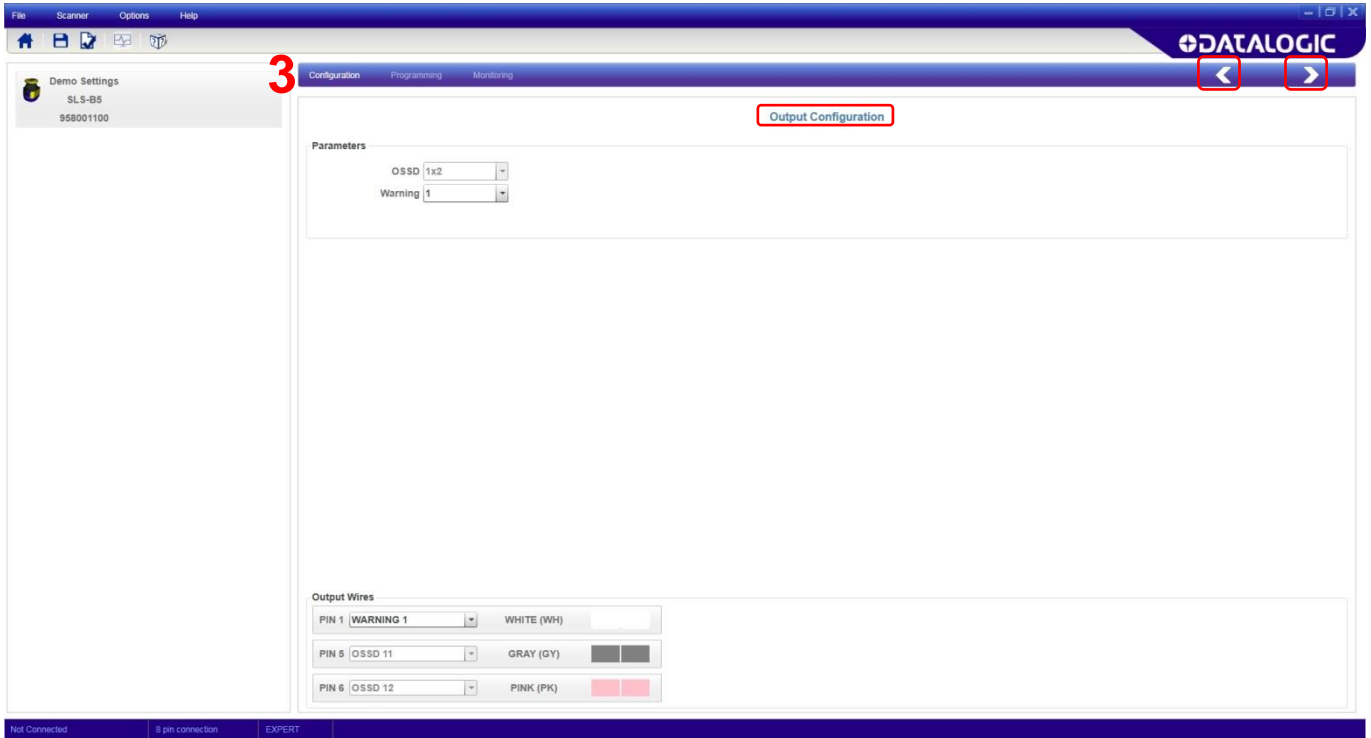 File Scanner Options Help
DATALOGIC
3
Configuration Programming Monitoring
Demo Settings
SLS-B5
958001100
Output Configuration
Parameters
OSSD 1x2
Warning 1
Output Wires
PIN 1 WARNING 1 WHITE (WH)
PIN 5 OSSD 11 GRAY (GY)
PIN 6 OSSD 12 PINK (PK)
Not Connected 8 pin connection EXPERT